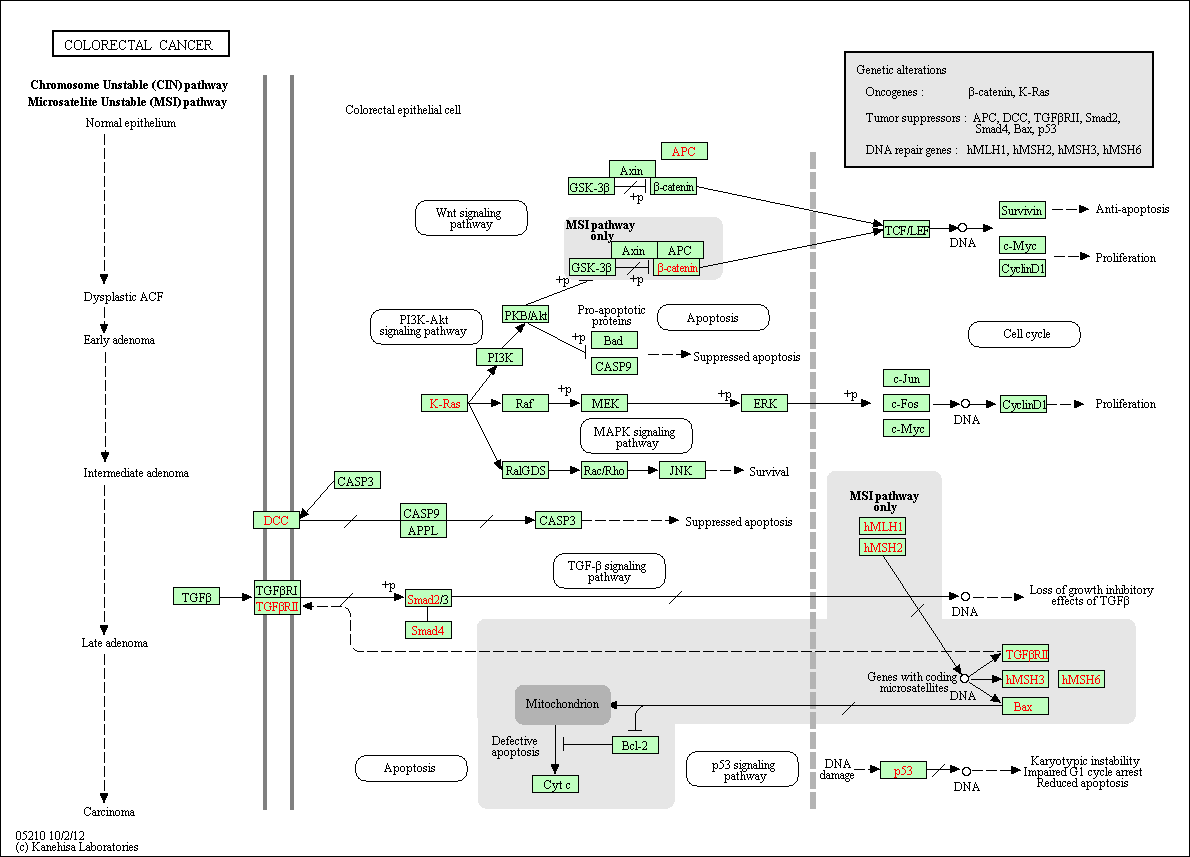 COLORECTAL CANCER
Chromosome Unstable (CIN) pathway
Microsatelite Unstable (MSI) pathway
Normal epithelium
Dysplastic ACF
Early adenoma
Intermediate adenoma
Late adenoma
Carcinoma
Genetic alterations
Oncogenes : β-catenin, K-Ras
Tumor suppressors : APC, DCC, TGFβRII, Smad2,
Smad4, Bax, p53
DNA repair genes : hMLH1, hMSH2, hMSH3, hMSH6
Colorectal epithelial cell
APC
Axin
GSK-3β
β-catenin
+p
Wnt signaling
pathway
MSI pathway
only
Axin
APC
GSK-3β
β-catenin
+p
+p
TCF/LEF
DNA
Survivin
Anti-apoptosis
c-Myc
CyclinD1
Proliferation
PKB/Akt
PI3K-Akt
signaling pathway
Pro-apoptotic
proteins
Apoptosis
+p
Bad
CASP9
Suppressed apoptosis
Cell cycle
PI3K
K-Ras
Raf
+p
MEK
+p
ERK
+p
c-Jun
c-Fos
c-Myc
DNA
CyclinD1
Proliferation
MAPK signaling
pathway
RalGDS
Rac/Rho
JNK
Survival
CASP3
DCC
CASP9
APPL
CASP3
Suppressed apoptosis
MSI pathway
only
hMLH1
hMSH2
TGF-β signaling
pathway
TGFβ
TGFβRI
TGFβRII
+p
Smad2/3
Smad4
DNA
Loss of growth inhibitory
effects of TGFβ
Genes with coding
microsatellites
DNA
TGFβRII
hMSH3
hMSH6
Bax
Mitochondrion
Defective
apoptosis
Bcl-2
Cyt c
Apoptosis
p53 signaling
pathway
DNA
damage
p53
DNA
Karyotypic instability
Impaired G1 cycle arrest
Reduced apoptosis
05210 10/2/12
(c) Kanehisa Laboratories